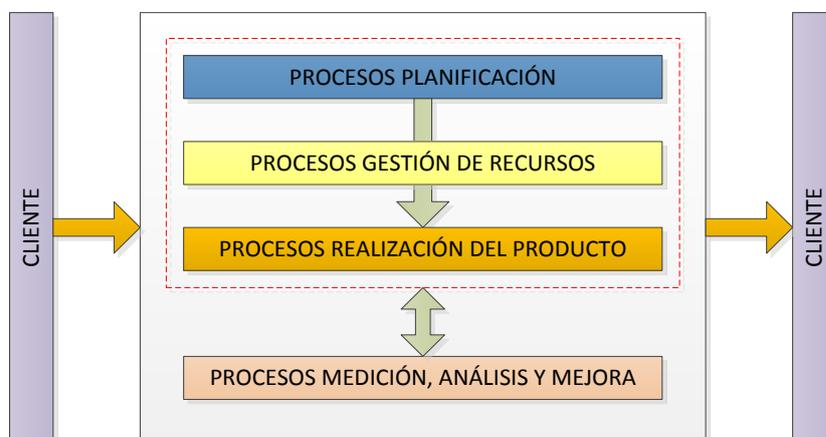 CLIENTE
PROCESOS PLANIFICACIÓN
PROCESOS GESTIÓN DE RECURSOS
PROCESOS REALIZACIÓN DEL PRODUCTO
PROCESOS MEDICIÓN, ANÁLISIS Y MEJORA
CLIENTE